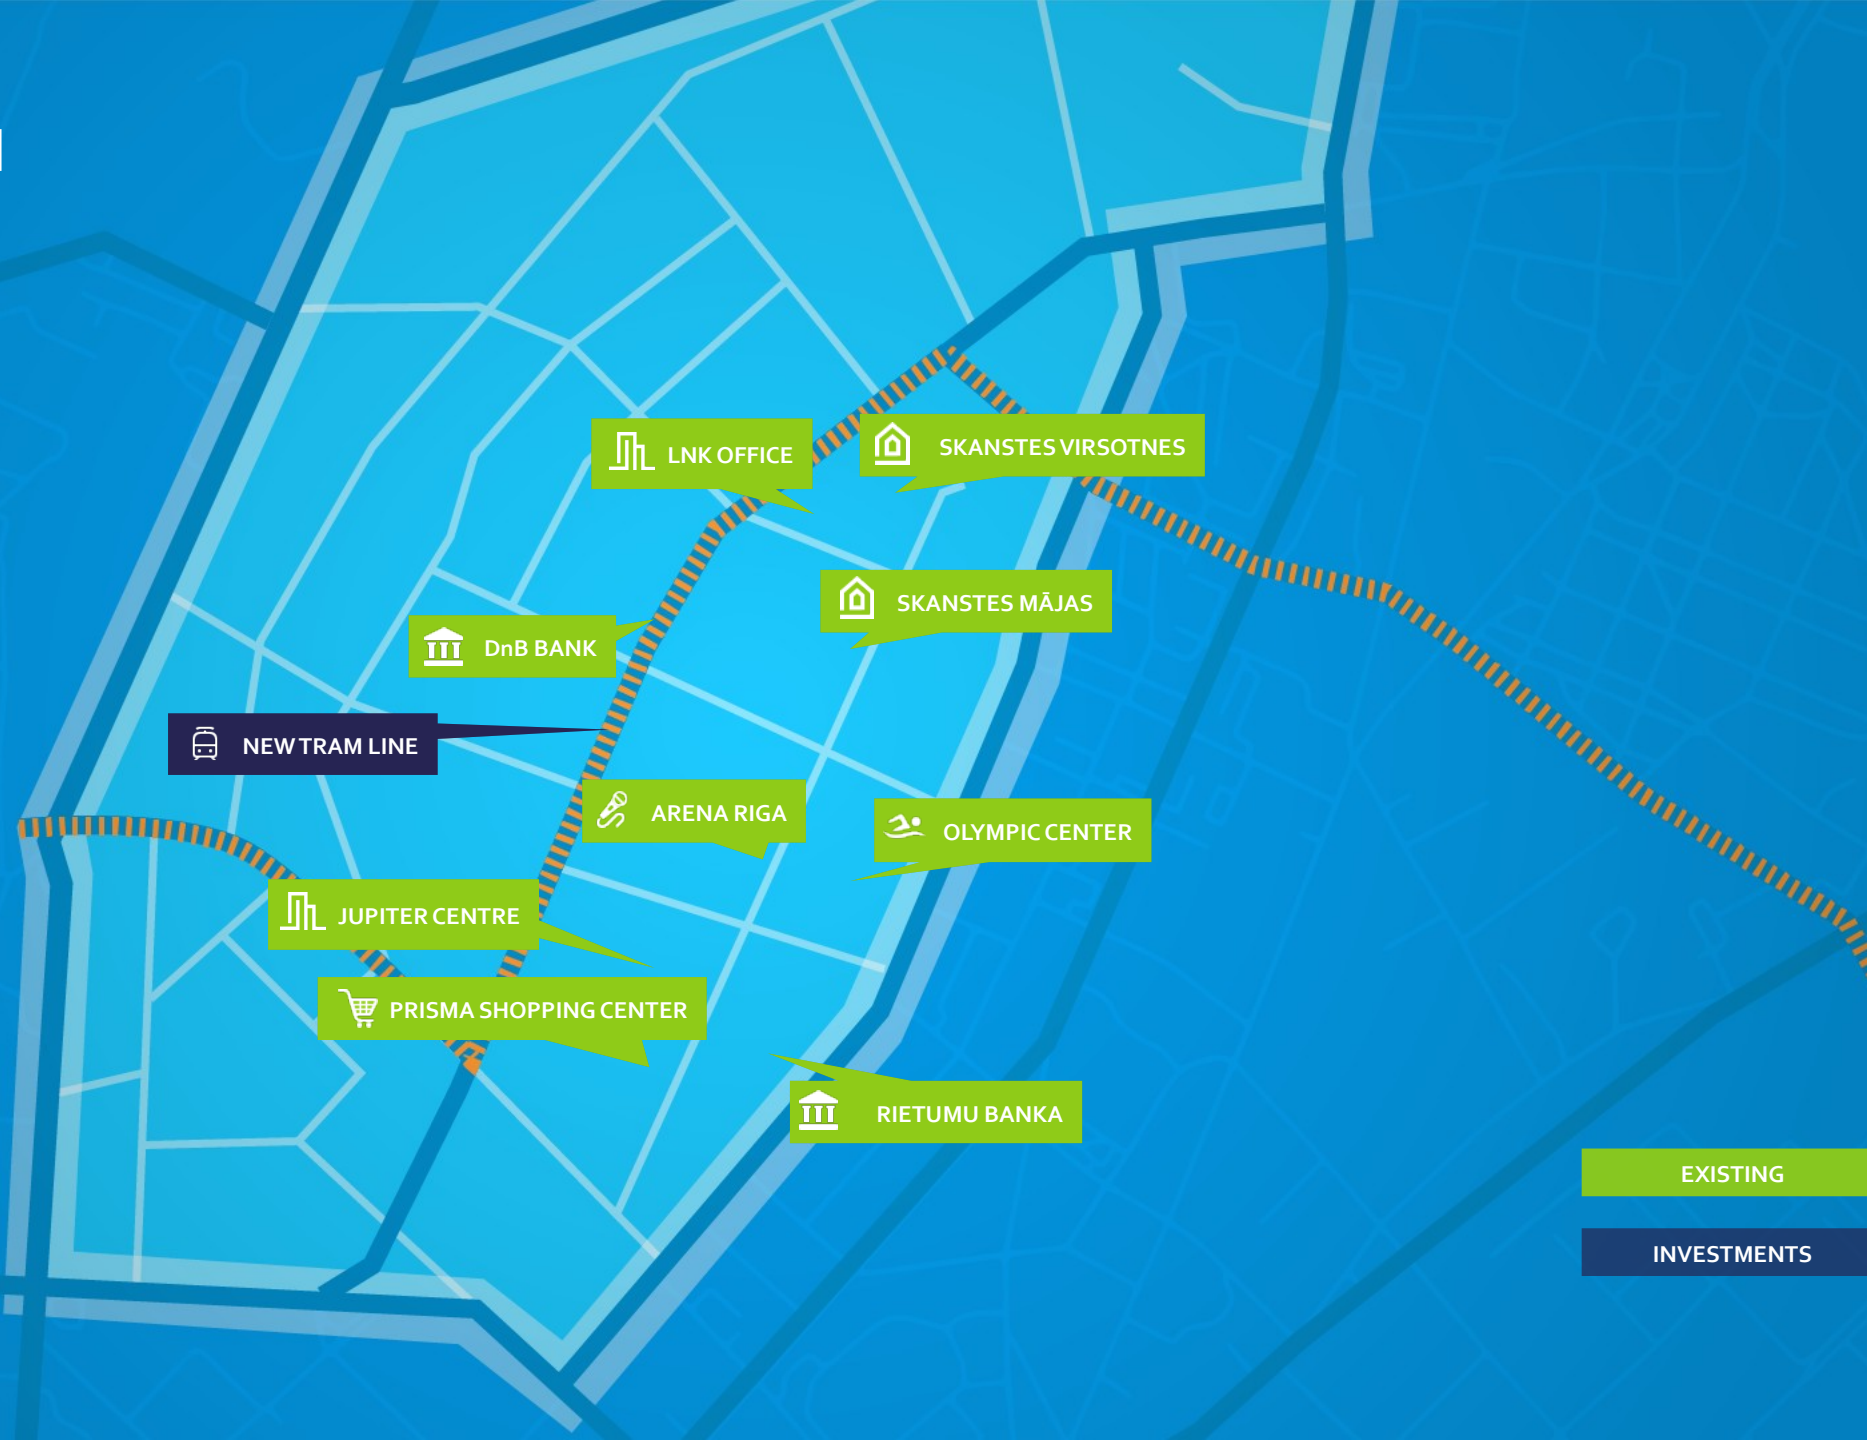 LNK OFFICE
SKANSTES VIRSOTNES
SKANSTES MĀJAS
DnB BANK
NEW TRAM LINE
ARENA RIGA
OLYMPIC CENTER
JUPITER CENTRE
PRISMA SHOPPING CENTER
RIETUMU BANKA
EXISTING
INVESTMENTS